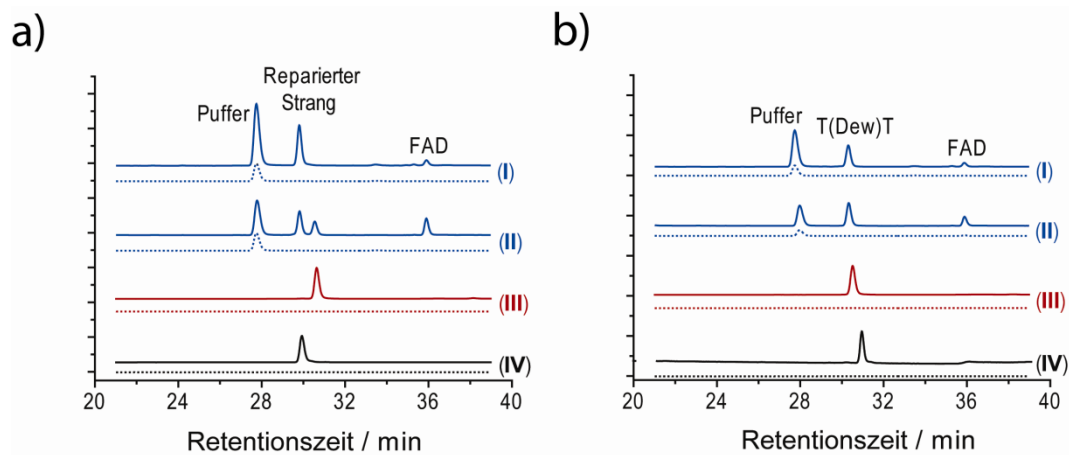 a)
Reparierter
Strang
Puffer
FAD
(I)
(II)
(III)
(IV)
20 24 28 32 36 40
Retentionszeit / min
b)
Puffer
T(Dew)T
FAD
(I)
(II)
(III)
(IV)
20 24 28 32 36 40
Retentionszeit / min